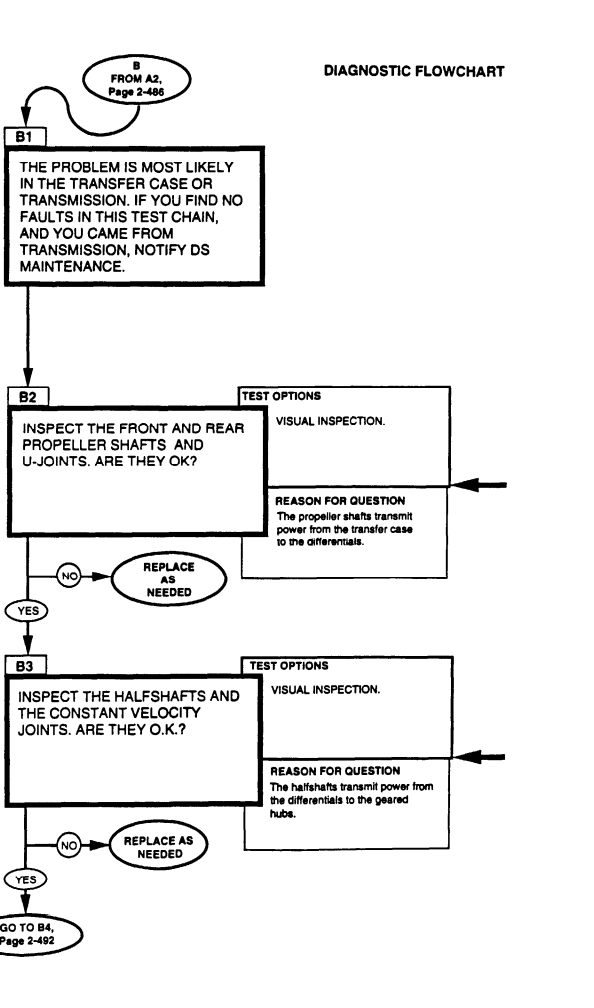 DIAGNOSTIC FLOWCHART
B
FROM A2,
Page 2-486
B1
THE PROBLEM IS MOST LIKELY
IN THE TRANSFER CASE OR
TRANSMISSION. IF YOU FIND NO
FAULTS IN THIS TEST CHAIN,
AND YOU CAME FROM
TRANSMISSION, NOTIFY DS
MAINTENANCE.
B2
INSPECT THE FRONT AND REAR
PROPELLER SHAFTS AND
U-JOINTS. ARE THEY OK?
TEST OPTIONS
VISUAL INSPECTION.
REASON FOR QUESTION
The propeller shafts transmit
power from the transfer case
to the differentials.
NO
REPLACE
AS
NEEDED
YES
B3
INSPECT THE HALFSHAFTS AND
THE CONSTANT VELOCITY
JOINTS. ARE THEY O.K.?
TEST OPTIONS
VISUAL INSPECTION.
REASON FOR QUESTION
The halfshafts transmit power from
the differentials to the geared
hubs.
NO
REPLACE AS
NEEDED
YES
GO TO B4,
Page 2-492